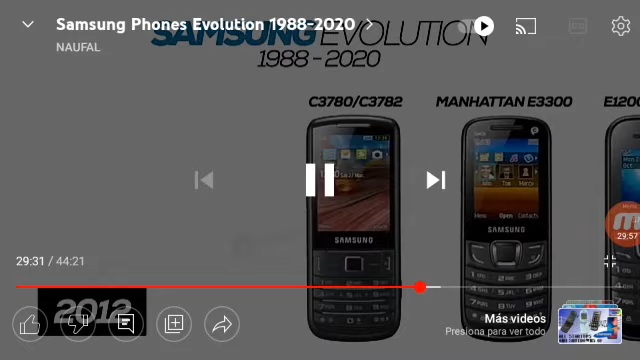 Samsung Phones Evolution 1988-2020
NAUFAL
SAMSUNG EVOLUTION
1988 - 2020
C3780/C3782
MANHATTAN E3300
E1200
SAMSUNG
SAMSUNG
29:57
29:31 / 44:21
2012
Más videos
Presiona para ver todo